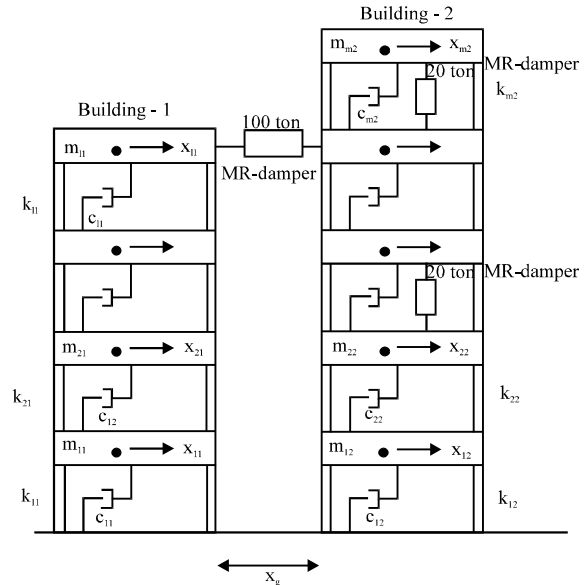 Building - 2
m_m2 x_m2
20 ton MR-damper
k_m2
c_m2
Building - 1
100 ton
m_l1 x_l1
MR-damper
k_l1
c_l1
20 ton MR-damper
m_21 x_21
m_22 x_22
k_21
c_12
c_22
k_22
m_11 x_11
m_12 x_12
k_11
c_11
c_12
k_12
x_g